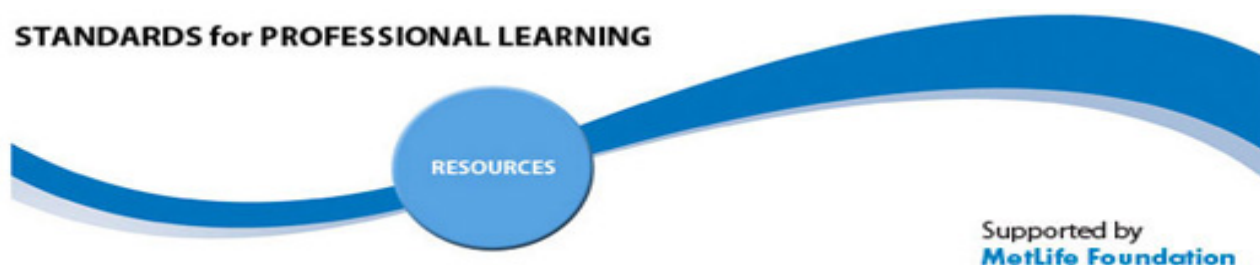 STANDARDS for PROFESSIONAL LEARNING
RESOURCES
Supported by
MetLife Foundation